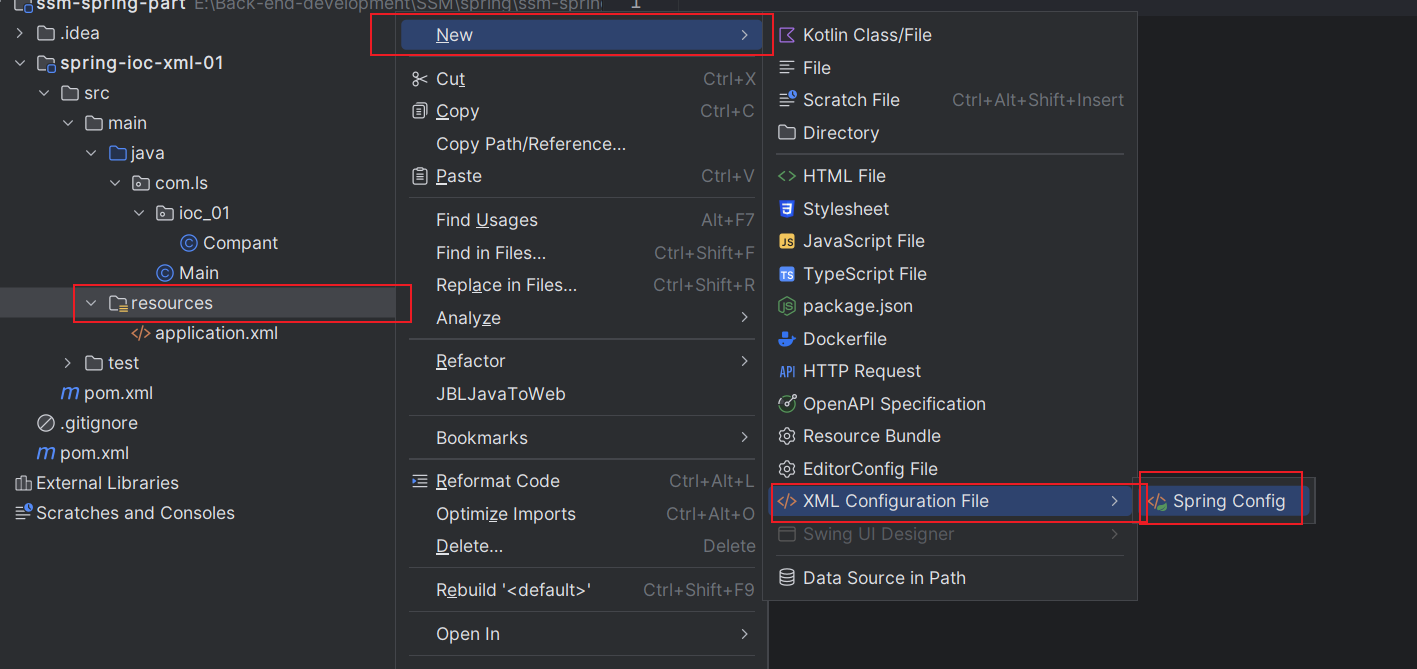 ssm-spring-part E:\Back-end-development\SSM\spring\ssm-spring
.idea
spring-ioc-xml-01
src
main
java
com.ls
ioc_01
Compant
Main
resources
application.xml
test
pom.xml
.gitignore
pom.xml
External Libraries
Scratches and Consoles
1
New
Cut Ctrl+X
Copy Ctrl+C
Copy Path/Reference...
Paste Ctrl+V
Find Usages Alt+F7
Find in Files... Ctrl+Shift+F
Replace in Files... Ctrl+Shift+R
Analyze
Refactor
JBLJavaToWeb
Bookmarks
Reformat Code Ctrl+Alt+L
Optimize Imports Ctrl+Alt+O
Delete... Delete
Rebuild '<default>' Ctrl+Shift+F9
Open In
Kotlin Class/File
File
Scratch File Ctrl+Alt+Shift+Insert
Directory
HTML File
Stylesheet
JS JavaScript File
TS TypeScript File
JS package.json
Dockerfile
API HTTP Request
OpenAPI Specification
Resource Bundle
EditorConfig File
XML Configuration File
Swing UI Designer
Data Source in Path
Spring Config